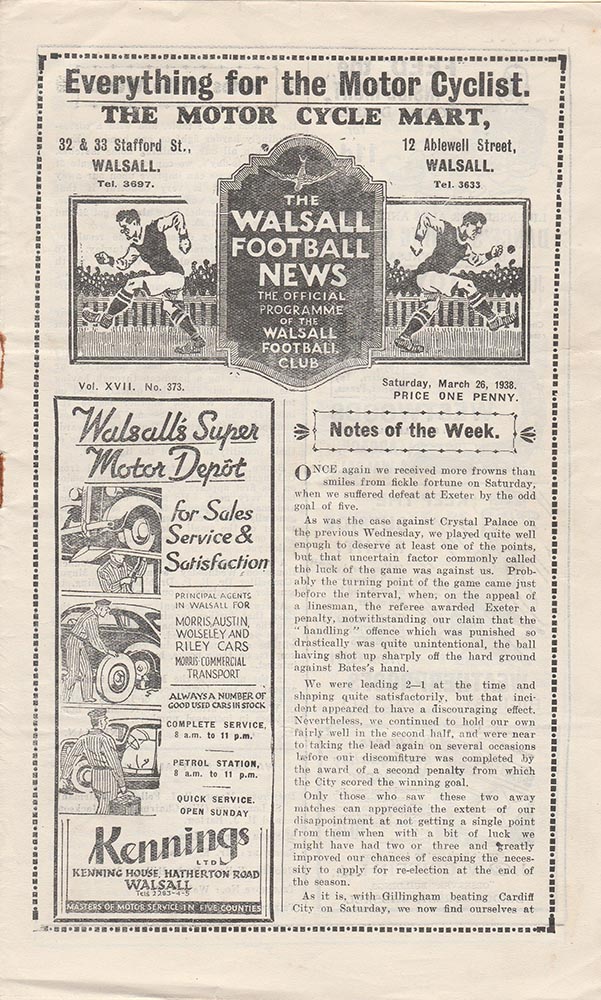 Everything for the Motor Cyclist.
THE MOTOR CYCLE MART,
32 & 33 Stafford St.,
WALSALL.
Tel. 3697.
12 Ablewell Street,
WALSALL.
Tel. 3633
THE
WALSALL
FOOTBALL
NEWS
THE OFFICIAL
PROGRAMME
OF THE
WALSALL
FOOTBALL
CLUB
Vol. XVII. No. 373.
Saturday, March 26, 1938.
PRICE ONE PENNY.
Walsall's Super
Motor Depôt
for Sales
Service &
Satisfaction
PRINCIPAL AGENTS
IN WALSALL FOR
MORRIS, AUSTIN,
WOLSELEY AND
RILEY CARS
MORRIS-COMMERCIAL
TRANSPORT
ALWAYS A NUMBER OF
GOOD USED CARS IN STOCK
COMPLETE SERVICE,
8 a.m. to 11 p.m.
PETROL STATION,
8 a.m. to 11 p.m.
QUICK SERVICE.
OPEN SUNDAY
Kennings
LTD
KENNING HOUSE, HATHERTON ROAD
WALSALL
Tels 2263-4-5
MASTERS OF MOTOR SERVICE IN FIVE COUNTIES
Notes of the Week.
ONCE again we received more frowns than
smiles from fickle fortune on Saturday,
when we suffered defeat at Exeter by the odd
goal of five.
As was the case against Crystal Palace on
the previous Wednesday, we played quite well
enough to deserve at least one of the points,
but that uncertain factor commonly called
the luck of the game was against us. Prob-
ably the turning point of the game came just
before the interval, when, on the appeal of
a linesman, the referee awarded Exeter a
penalty, notwithstanding our claim that the
"handling" offence which was punished so
drastically was quite unintentional, the ball
having shot up sharply off the hard ground
against Bates's hand.
We were leading 2—1 at the time and
shaping quite satisfactorily, but that inci-
dent appeared to have a discouraging effect.
Nevertheless, we continued to hold our own
fairly well in the second half, and were near
to taking the lead again on several occasions
before our discomfiture was completed by
the award of a second penalty from which
the City scored the winning goal.
Only those who saw these two away
matches can appreciate the extent of our
disappointment at not getting a single point
from them when with a bit of luck we
might have had two or three and greatly
improved our chances of escaping the neces-
sity to apply for re-election at the end of
the season.
As it is, with Gillingham beating Cardiff
City on Saturday, we now find ourselves at